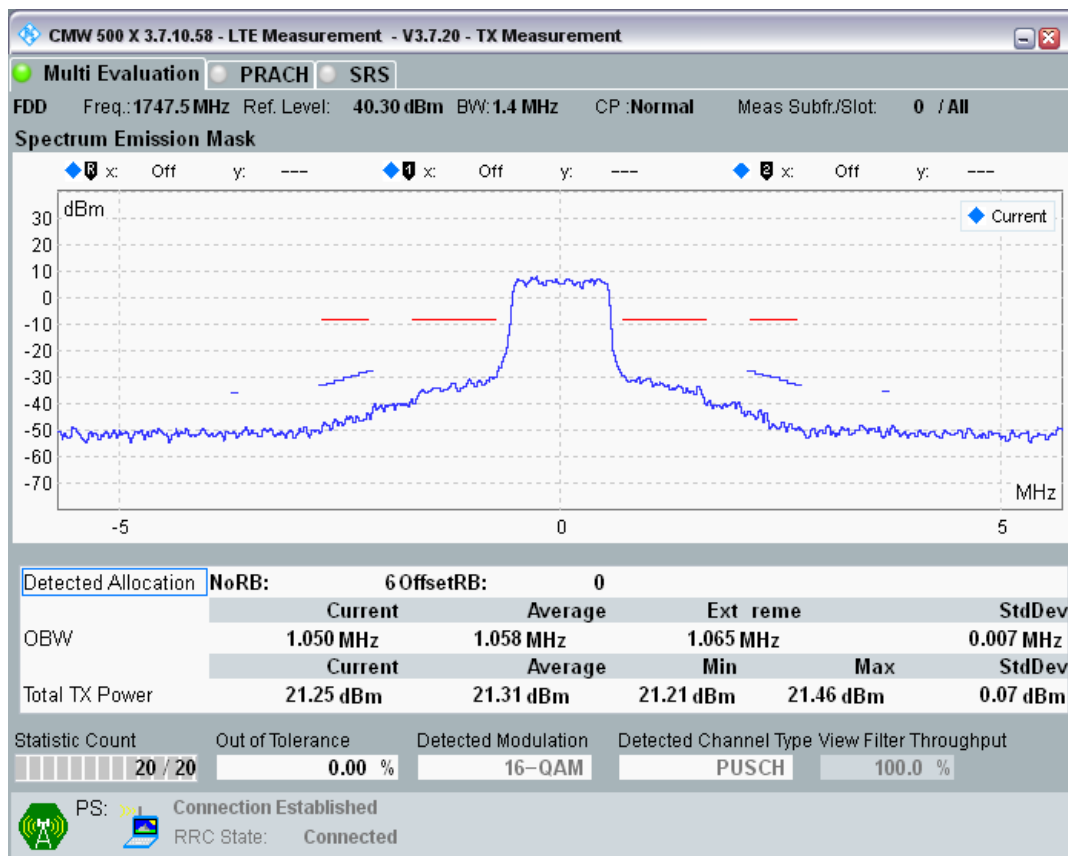 CMW 500 X 3.7.10.58 - LTE Measurement - V3.7.20 - TX Measurement
Multi Evaluation PRACH SRS
FDD Freq.: 1747.5 MHz Ref. Level: 40.30 dBm BW: 1.4 MHz CP :Normal Meas Subfr./Slot: 0 / All
Spectrum Emission Mask
R x: Off y: --- 1 x: Off y: --- 2 x: Off y: ---
dBm
Current
30
20
10
0
-10
-20
-30
-40
-50
-60
-70
MHz
-5 0 5
Detected Allocation NoRB: 6 OffsetRB: 0
Current Average Ext reme StdDev
OBW 1.050 MHz 1.058 MHz 1.065 MHz 0.007 MHz
Current Average Min Max StdDev
Total TX Power 21.25 dBm 21.31 dBm 21.21 dBm 21.46 dBm 0.07 dBm
Statistic Count Out of Tolerance Detected Modulation Detected Channel Type View Filter Throughput
20 / 20 0.00 % 16-QAM PUSCH 100.0 %
PS: Connection Established
RRC State: Connected